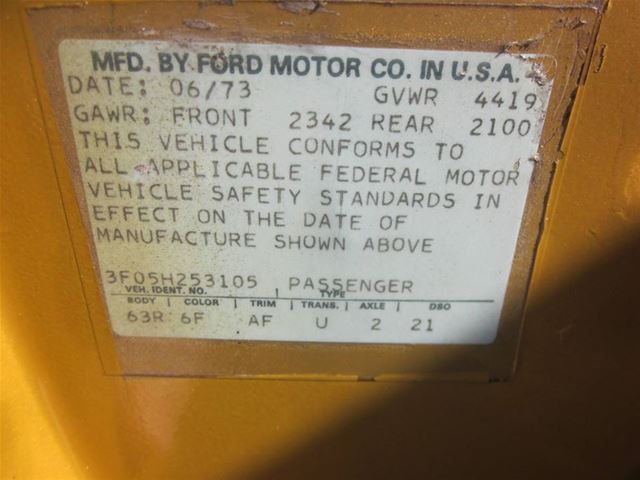 MFD. BY FORD MOTOR CO. IN U.S.A.
DATE: 06/73 GVWR 4419
GAWR: FRONT 2342 REAR 2100
THIS VEHICLE CONFORMS TO
ALL APPLICABLE FEDERAL MOTOR
VEHICLE SAFETY STANDARDS IN
EFFECT ON THE DATE OF
MANUFACTURE SHOWN ABOVE
3F05H253105 PASSENGER
VEH. IDENT. NO. TYPE
BODY | COLOR | TRIM | TRANS. | AXLE | DSO
63R 6F AF U 2 21